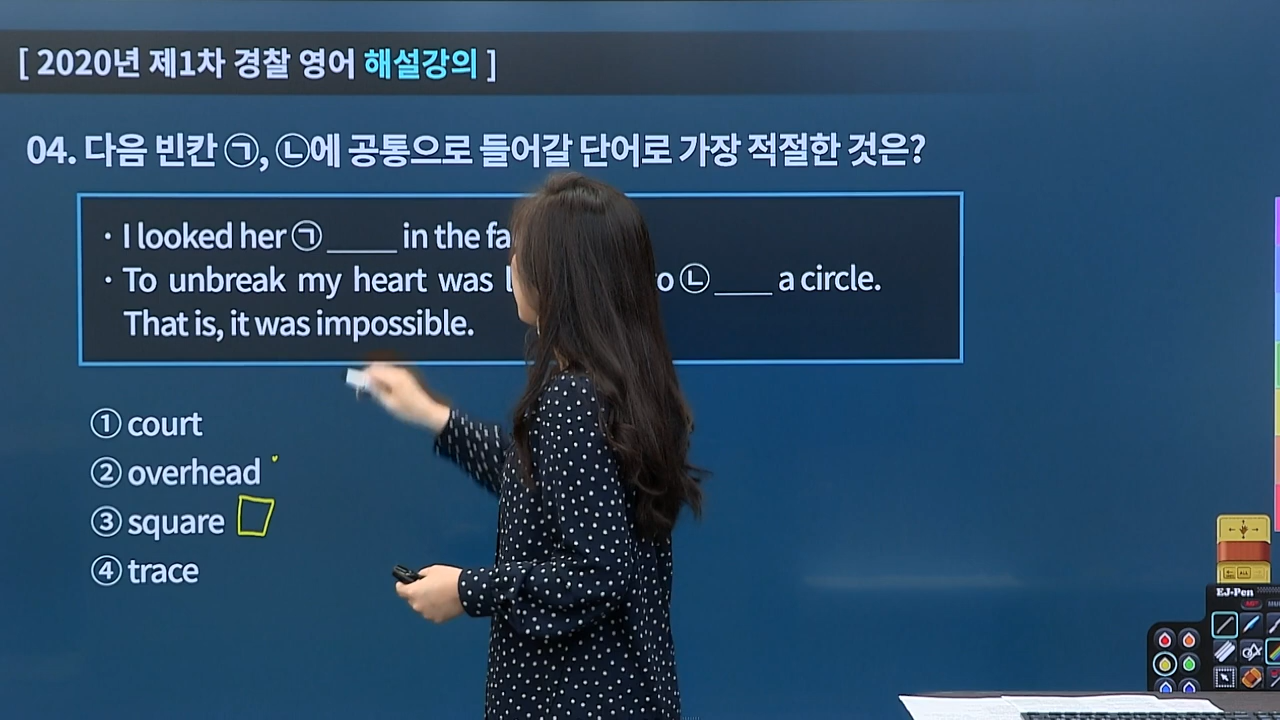 [ 2020년 제1차 경찰 영어 해설강의 ]
04. 다음 빈칸 ㉠, ㉡에 공통으로 들어갈 단어로 가장 적절한 것은?
· I looked her ㉠ _____ in the fa
· To unbreak my heart was l o ㉡ ____ a circle.
That is, it was impossible.
① court
② overhead
③ square
④ trace
EJ-Pen